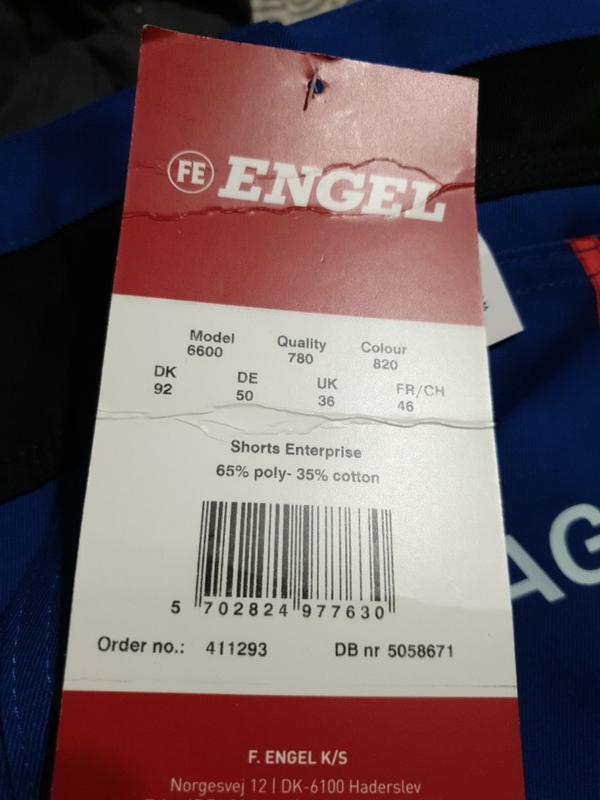 FE ENGEL
Model Quality Colour
6600 780 820
DK DE UK FR/CH
92 50 36 46
Shorts Enterprise
65% poly- 35% cotton
5 702824 977630
Order no.: 411293 DB nr 5058671
AG
F. ENGEL K/S
Norgesvej 12 | DK-6100 Haderslev